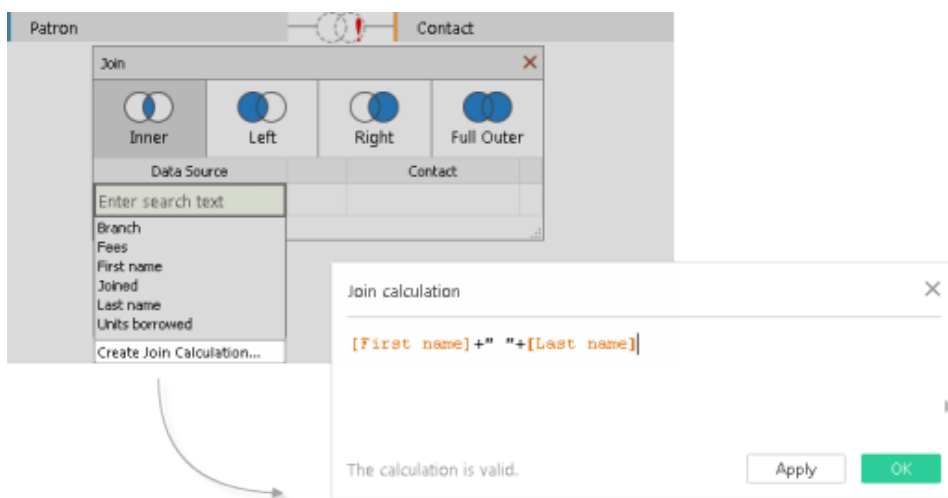 Patron Contact
Join
Inner Left Right Full Outer
Data Source Contact
Enter search text
Branch
Fees
First name
Joined
Last name
Units borrowed
Create Join Calculation...
Join calculation
[First name]+" "+[Last name]
The calculation is valid. Apply OK